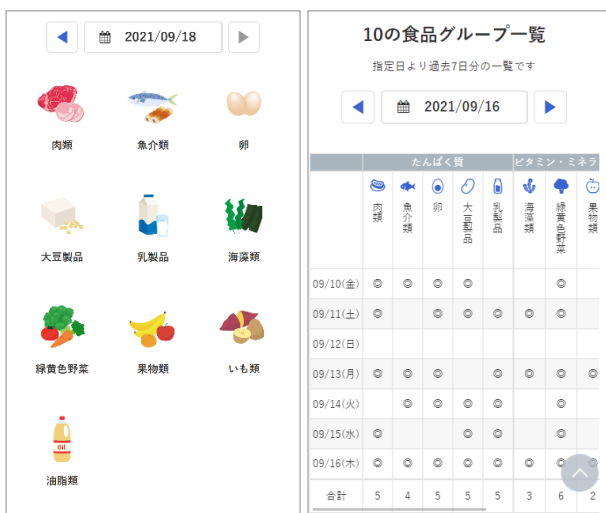 2021/09/18
肉類 魚介類 卵
大豆製品 乳製品 海藻類
緑黄色野菜 果物類 いも類
Oil
油脂類
10の食品グループ一覧
指定日より過去7日分の一覧です
2021/09/16
たんぱく質 ビタミン・ミネラ
肉類 魚介類 卵 大豆製品 乳製品 海藻類 緑黄色野菜 果物類
09/10(金) ◎ ◎ ◎ ◎ ◎
09/11(土) ◎ ◎ ◎ ◎ ◎ ◎
09/12(日)
09/13(月) ◎ ◎ ◎ ◎ ◎ ◎ ◎ ◎
09/14(火) ◎ ◎ ◎ ◎ ◎
09/15(水) ◎ ◎ ◎ ◎
09/16(木) ◎ ◎ ◎ ◎ ◎ ◎ ◎ ◎
合計 5 4 5 5 5 3 6 2